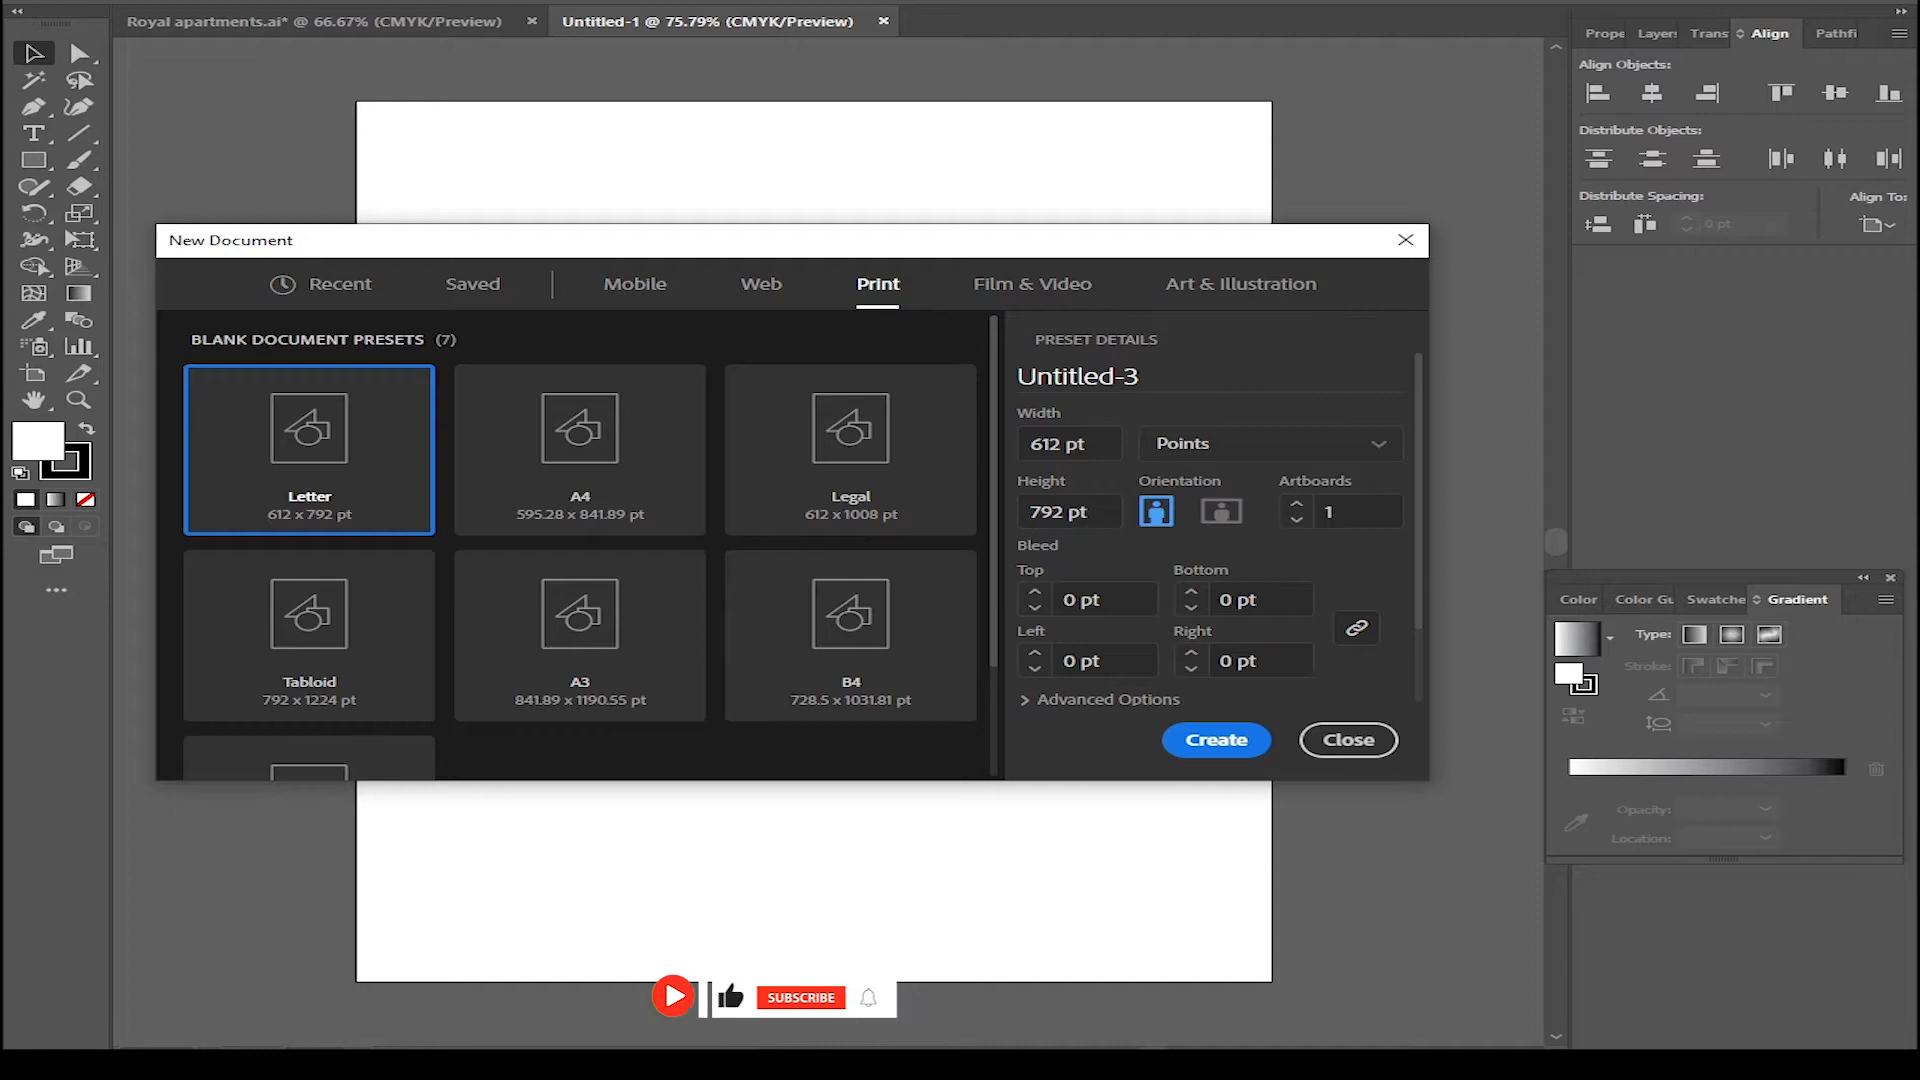 Royal apartments.ai* @ 66.67% (CMYK/Preview)
Untitled-1 @ 75.79% (CMYK/Preview)
Prope Layers Trans Align Pathfi
Align Objects:
Distribute Objects:
Distribute Spacing:
Align To:
0 pt
New Document
Recent Saved Mobile Web Print Film & Video Art & Illustration
BLANK DOCUMENT PRESETS (7)
Letter
612 x 792 pt
A4
595.28 x 841.89 pt
Legal
612 x 1008 pt
Tabloid
792 x 1224 pt
A3
841.89 x 1190.55 pt
B4
728.5 x 1031.81 pt
PRESET DETAILS
Untitled-3
Width
612 pt
Points
Height
Orientation
Artboards
792 pt
1
Bleed
Top
Bottom
0 pt
0 pt
Left
Right
0 pt
0 pt
Advanced Options
Create
Close
Color Color Gu Swatche Gradient
Type:
Stroke:
Opacity:
Location:
SUBSCRIBE